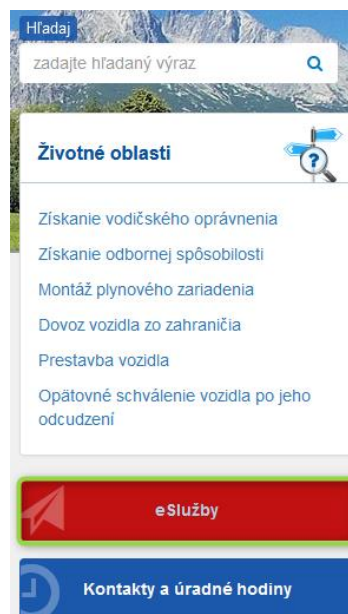 Hľadaj
zadajte hľadaný výraz
Životné oblasti
?
Získanie vodičského oprávnenia
Získanie odbornej spôsobilosti
Montáž plynového zariadenia
Dovoz vozidla zo zahraničia
Prestavba vozidla
Opätovné schválenie vozidla po jeho
odcudzení
eSlužby
Kontakty a úradné hodiny